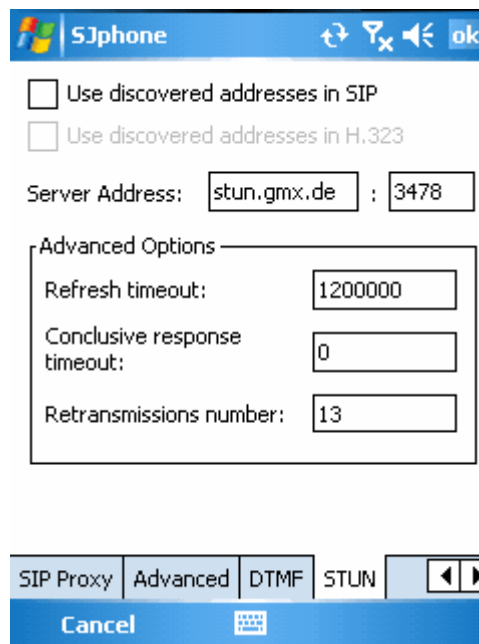 SJphone
ok
Use discovered addresses in SIP
Use discovered addresses in H.323
Server Address: stun.gmx.de : 3478
Advanced Options
Refresh timeout: 1200000
Conclusive response
timeout: 0
Retransmissions number: 13
SIP Proxy Advanced DTMF STUN
Cancel